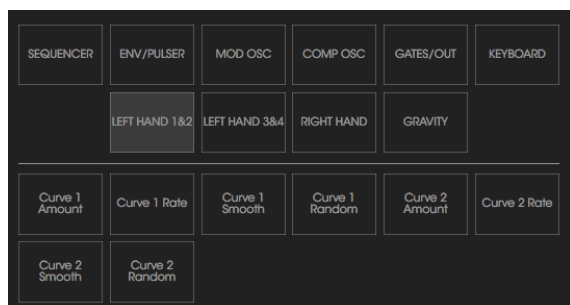 SEQUENCER
ENV/PULSER
MOD OSC
COMP OSC
GATES/OUT
KEYBOARD
LEFT HAND 1&2
LEFT HAND 3&4
RIGHT HAND
GRAVITY
Curve 1
Amount
Curve 1 Rate
Curve 1
Smooth
Curve 1
Random
Curve 2
Amount
Curve 2 Rate
Curve 2
Smooth
Curve 2
Random